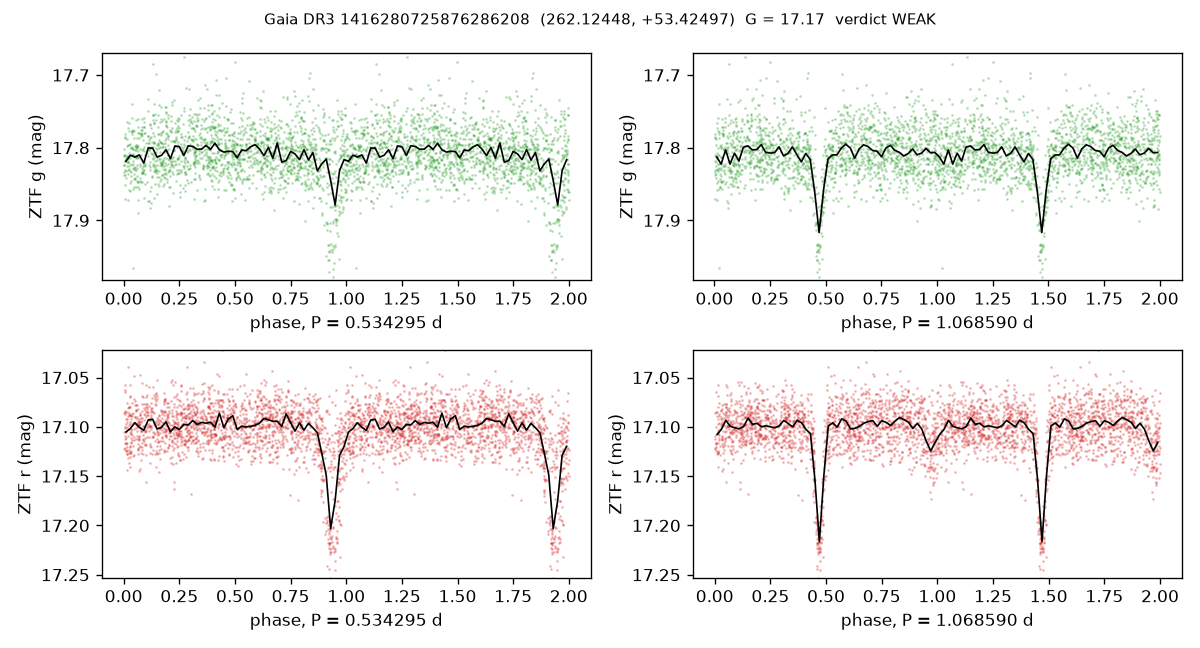 Gaia DR3 1416280725876286208  (262.12448, +53.42497)  G = 17.17  verdict WEAK
ZTF g (mag)
17.7
17.8
17.9
0.00 0.25 0.50 0.75 1.00 1.25 1.50 1.75 2.00
phase, P = 0.534295 d
ZTF g (mag)
17.7
17.8
17.9
0.00 0.25 0.50 0.75 1.00 1.25 1.50 1.75 2.00
phase, P = 1.068590 d
ZTF r (mag)
17.05
17.10
17.15
17.20
17.25
0.00 0.25 0.50 0.75 1.00 1.25 1.50 1.75 2.00
phase, P = 0.534295 d
ZTF r (mag)
17.05
17.10
17.15
17.20
17.25
0.00 0.25 0.50 0.75 1.00 1.25 1.50 1.75 2.00
phase, P = 1.068590 d